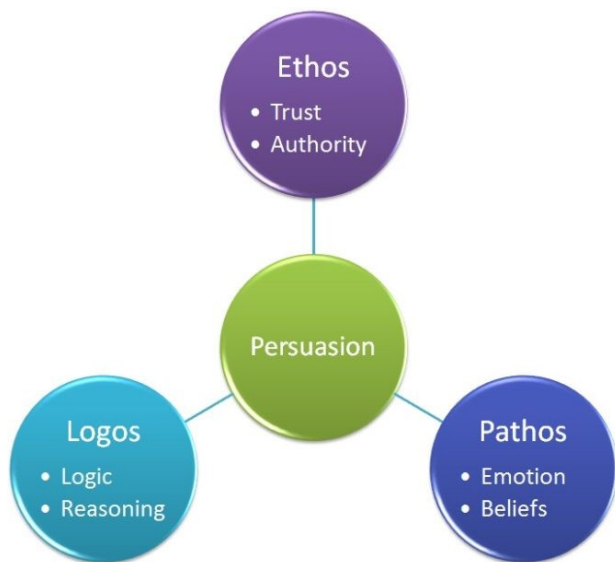 Ethos
• Trust
• Authority
Persuasion
Logos
• Logic
• Reasoning
Pathos
• Emotion
• Beliefs